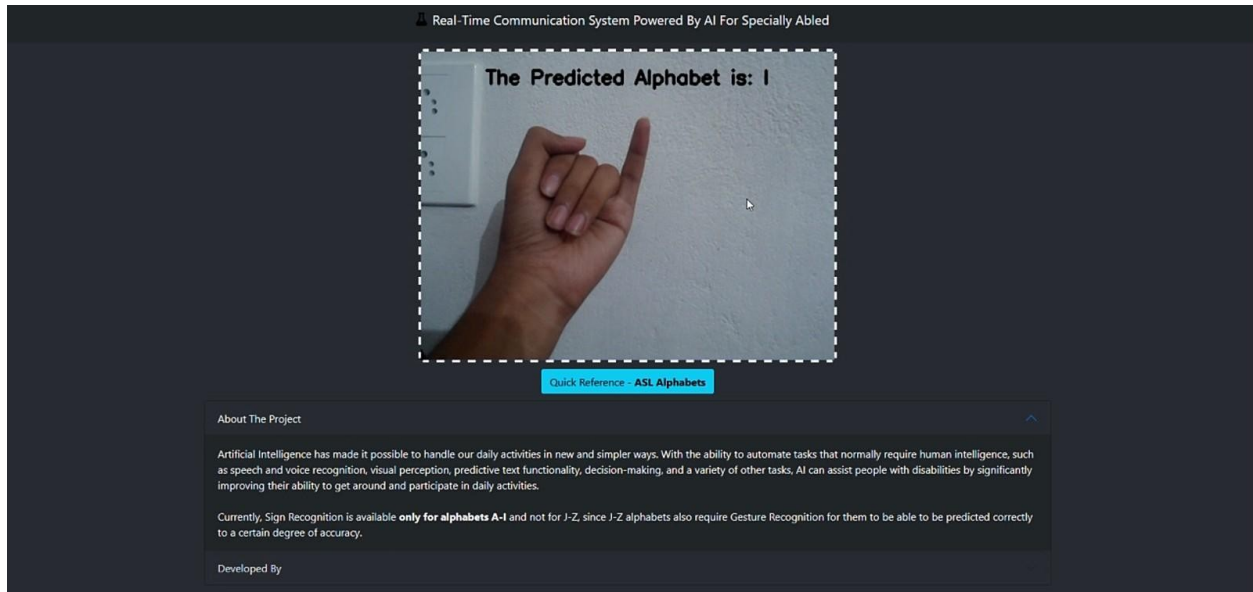 Real-Time Communication System Powered By AI For Specially Abled
The Predicted Alphabet is: I
Quick Reference - ASL Alphabets
About The Project
Artificial Intelligence has made it possible to handle our daily activities in new and simpler ways. With the ability to automate tasks that normally require human intelligence, such
as speech and voice recognition, visual perception, predictive text functionality, decision-making, and a variety of other tasks, AI can assist people with disabilities by significantly
improving their ability to get around and participate in daily activities.
Currently, Sign Recognition is available only for alphabets A-I and not for J-Z, since J-Z alphabets also require Gesture Recognition for them to be able to be predicted correctly
to a certain degree of accuracy.
Developed By